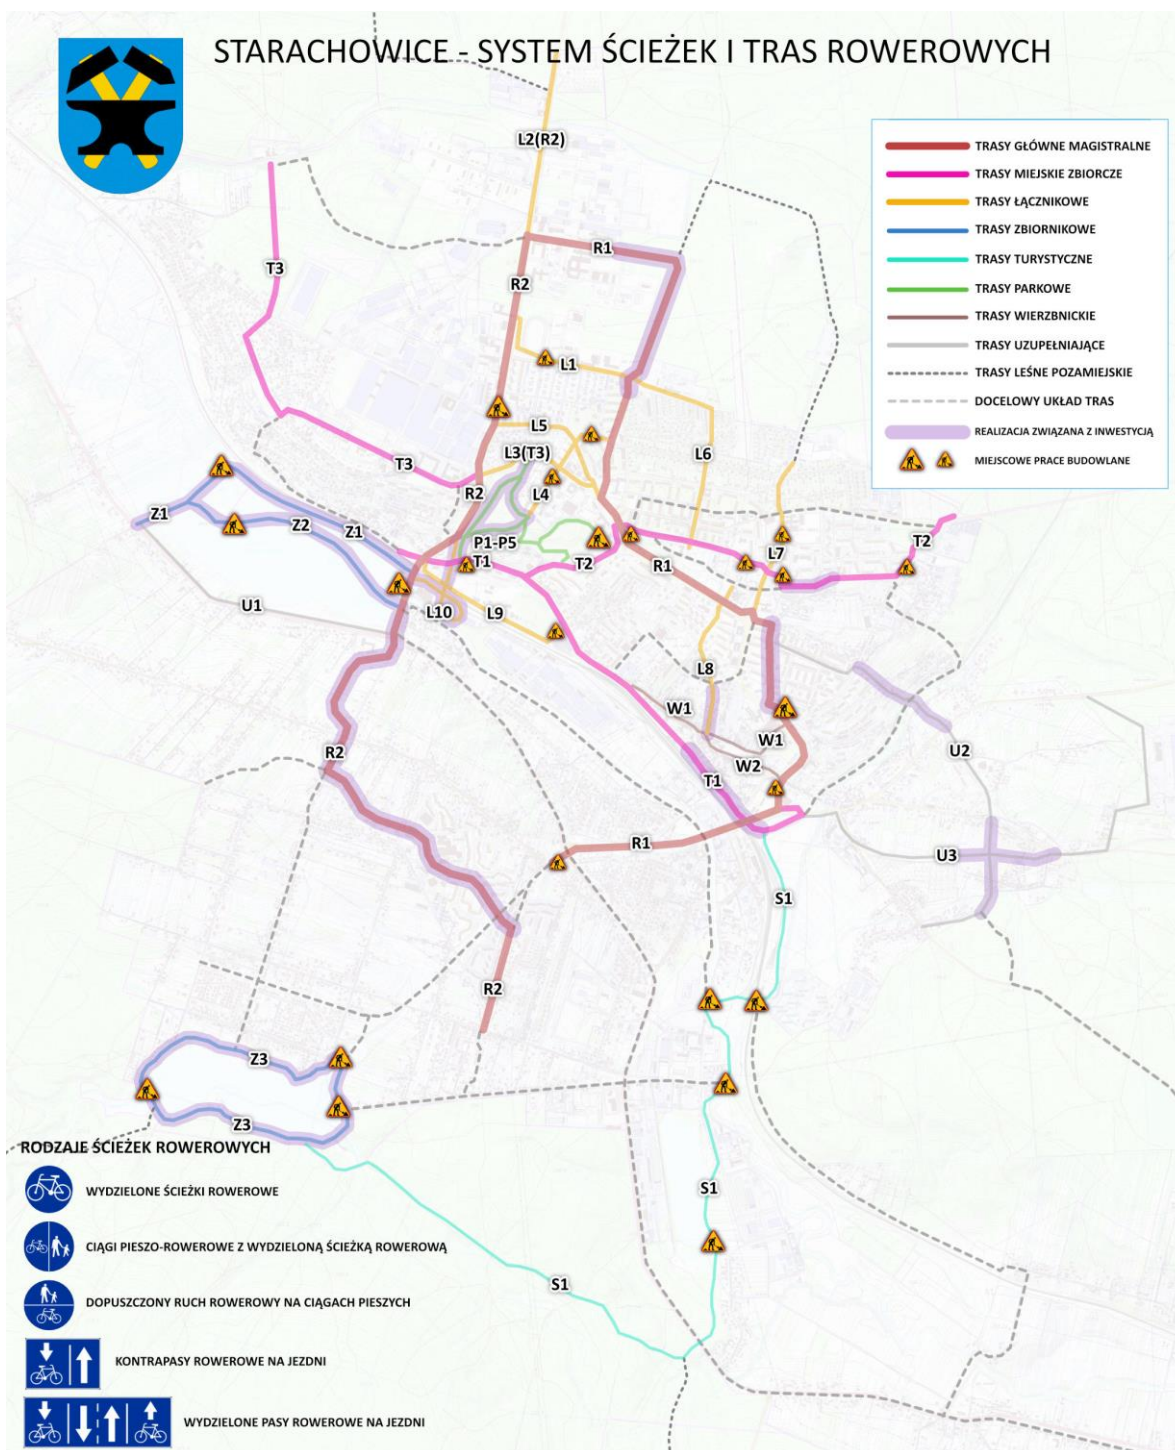 STARACHOWICE - SYSTEM ŚCIEŻEK I TRAS ROWEROWYCH
L2(R2)
TRASY GŁÓWNE MAGISTRALNE
TRASY MIEJSKIE ZBIORCZE
TRASY ŁĄCZNIKOWE
TRASY ZBIORNIKOWE
TRASY TURYSTYCZNE
TRASY PARKOWE
TRASY WIERZBNICKIE
TRASY UZUPEŁNIAJĄCE
TRASY LEŚNE POZAMIEJSKIE
DOCELOWY UKŁAD TRAS
REALIZACJA ZWIĄZANA Z INWESTYCJĄ
MIEJSCOWE PRACE BUDOWLANE
R1
T3
R2
L1
L5
L3(T3)
L6
T3
R2
L4
Z1
Z2
Z1
P1-P5
T1
T2
R1
L7
T2
U1
L10
L9
L8
W1
W1
W2
U2
R2
T1
R1
U3
S1
R2
Z3
Z3
S1
S1
RODZAJE ŚCIEŻEK ROWEROWYCH
WYDZIELONE ŚCIEŻKI ROWEROWE
CIĄGI PIESZO-ROWEROWE Z WYDZIELONĄ ŚCIEŻKĄ ROWEROWĄ
DOPUSZCZONY RUCH ROWEROWY NA CIĄGACH PIESZYCH
KONTRAPASY ROWEROWE NA JEZDNI
WYDZIELONE PASY ROWEROWE NA JEZDNI